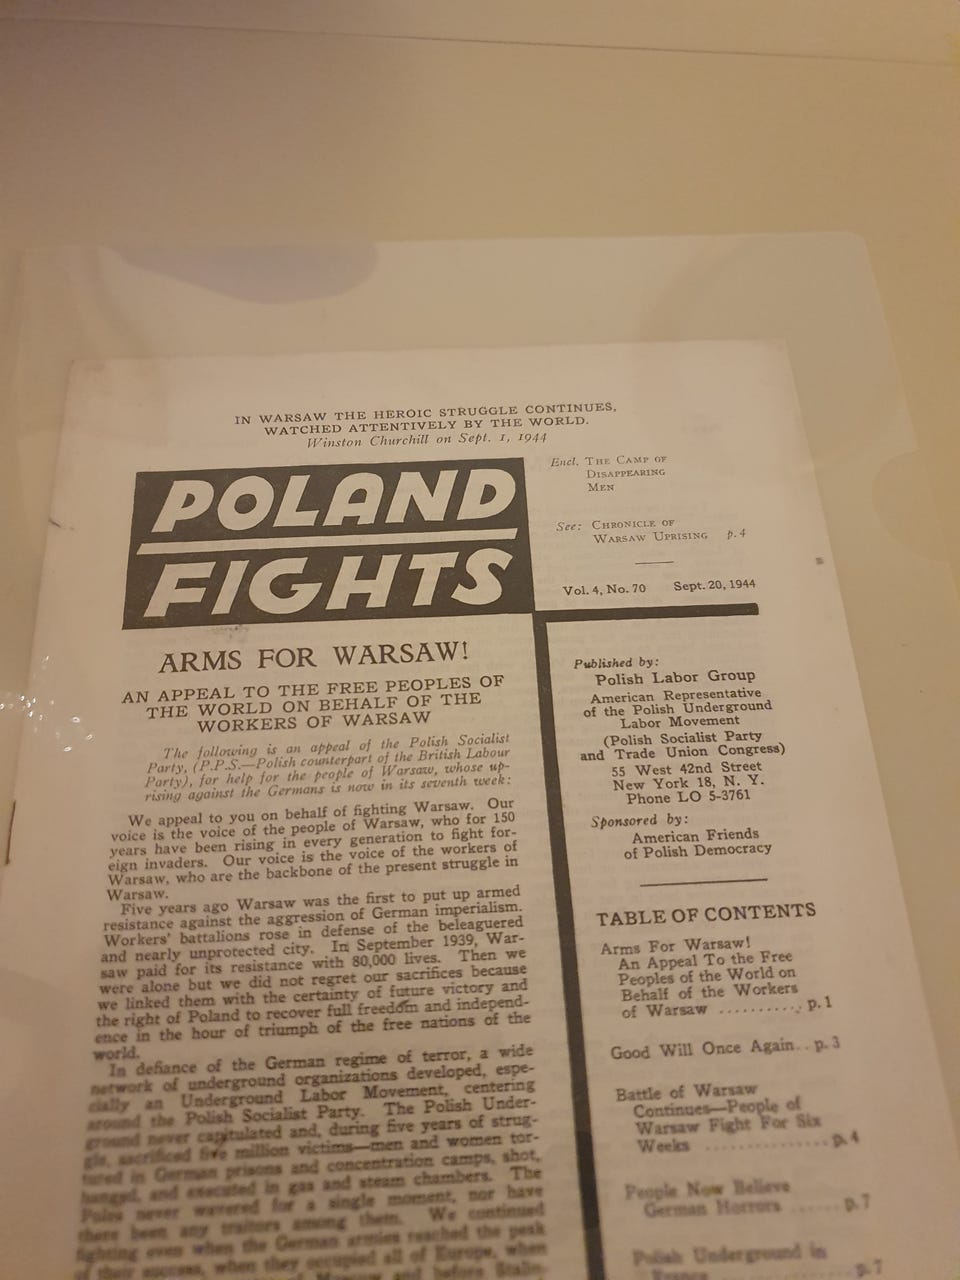 IN WARSAW THE HEROIC STRUGGLE CONTINUES,
WATCHED ATTENTIVELY BY THE WORLD.
Winston Churchill on Sept. 1, 1944
POLAND
FIGHTS
Encl. THE CAMP OF
DISAPPEARING
MEN
See: CHRONICLE OF
WARSAW UPRISING p. 4
Vol. 4, No. 70 Sept. 20, 1944
ARMS FOR WARSAW!
AN APPEAL TO THE FREE PEOPLES OF
THE WORLD ON BEHALF OF THE
WORKERS OF WARSAW
The following is an appeal of the Polish Socialist
Party, (P.P.S.—Polish counterpart of the British Labour
Party), for help for the people of Warsaw, whose up-
rising against the Germans is now in its seventh week:
We appeal to you on behalf of fighting Warsaw. Our
voice is the voice of the people of Warsaw, who for 150
years have been rising in every generation to fight for-
eign invaders. Our voice is the voice of the workers of
Warsaw, who are the backbone of the present struggle in
Warsaw.
Five years ago Warsaw was the first to put up armed
resistance against the aggression of German imperialism.
Workers' battalions rose in defense of the beleaguered
and nearly unprotected city. In September 1939, War-
saw paid for its resistance with 80,000 lives. Then we
were alone but we did not regret our sacrifices because
we linked them with the certainty of future victory and
the right of Poland to recover full freedom and independ-
ence in the hour of triumph of the free nations of the
world.
In defiance of the German regime of terror, a wide
network of underground organizations developed, espe-
cially an Underground Labor Movement, centering
around the Polish Socialist Party. The Polish Under-
ground never capitulated and, during five years of strug-
gle, sacrificed five million victims—men and women tor-
tured in German prisons and concentration camps, shot,
hanged, and executed in gas and steam chambers. The
Poles never wavered for a single moment, nor have
there been any traitors among them. We continued
fighting even when the German armies reached the peak
of their success, when they occupied all of Europe, when
Moscow and before Stalin-
Published by:
Polish Labor Group
American Representative
of the Polish Underground
Labor Movement
(Polish Socialist Party
and Trade Union Congress)
55 West 42nd Street
New York 18, N. Y.
Phone LO 5-3761
Sponsored by:
American Friends
of Polish Democracy
TABLE OF CONTENTS
Arms For Warsaw!
An Appeal To the Free
Peoples of the World on
Behalf of the Workers
of Warsaw .......... p. 1
Good Will Once Again.. p. 3
Battle of Warsaw
Continues—People of
Warsaw Fight For Six
Weeks ............. p. 4
People Now Believe
German Horrors ...... p. 7
Polish Underground in
France p. 7